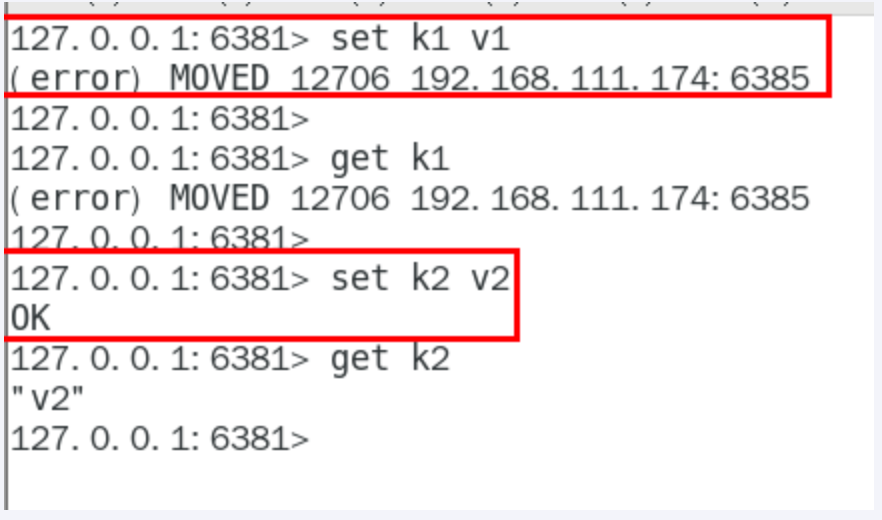 127.0.0.1:6381> set k1 v1
(error) MOVED 12706 192.168.111.174:6385
127.0.0.1:6381>
127.0.0.1:6381> get k1
(error) MOVED 12706 192.168.111.174:6385
127.0.0.1:6381>
127.0.0.1:6381> set k2 v2
OK
127.0.0.1:6381> get k2
"v2"
127.0.0.1:6381>